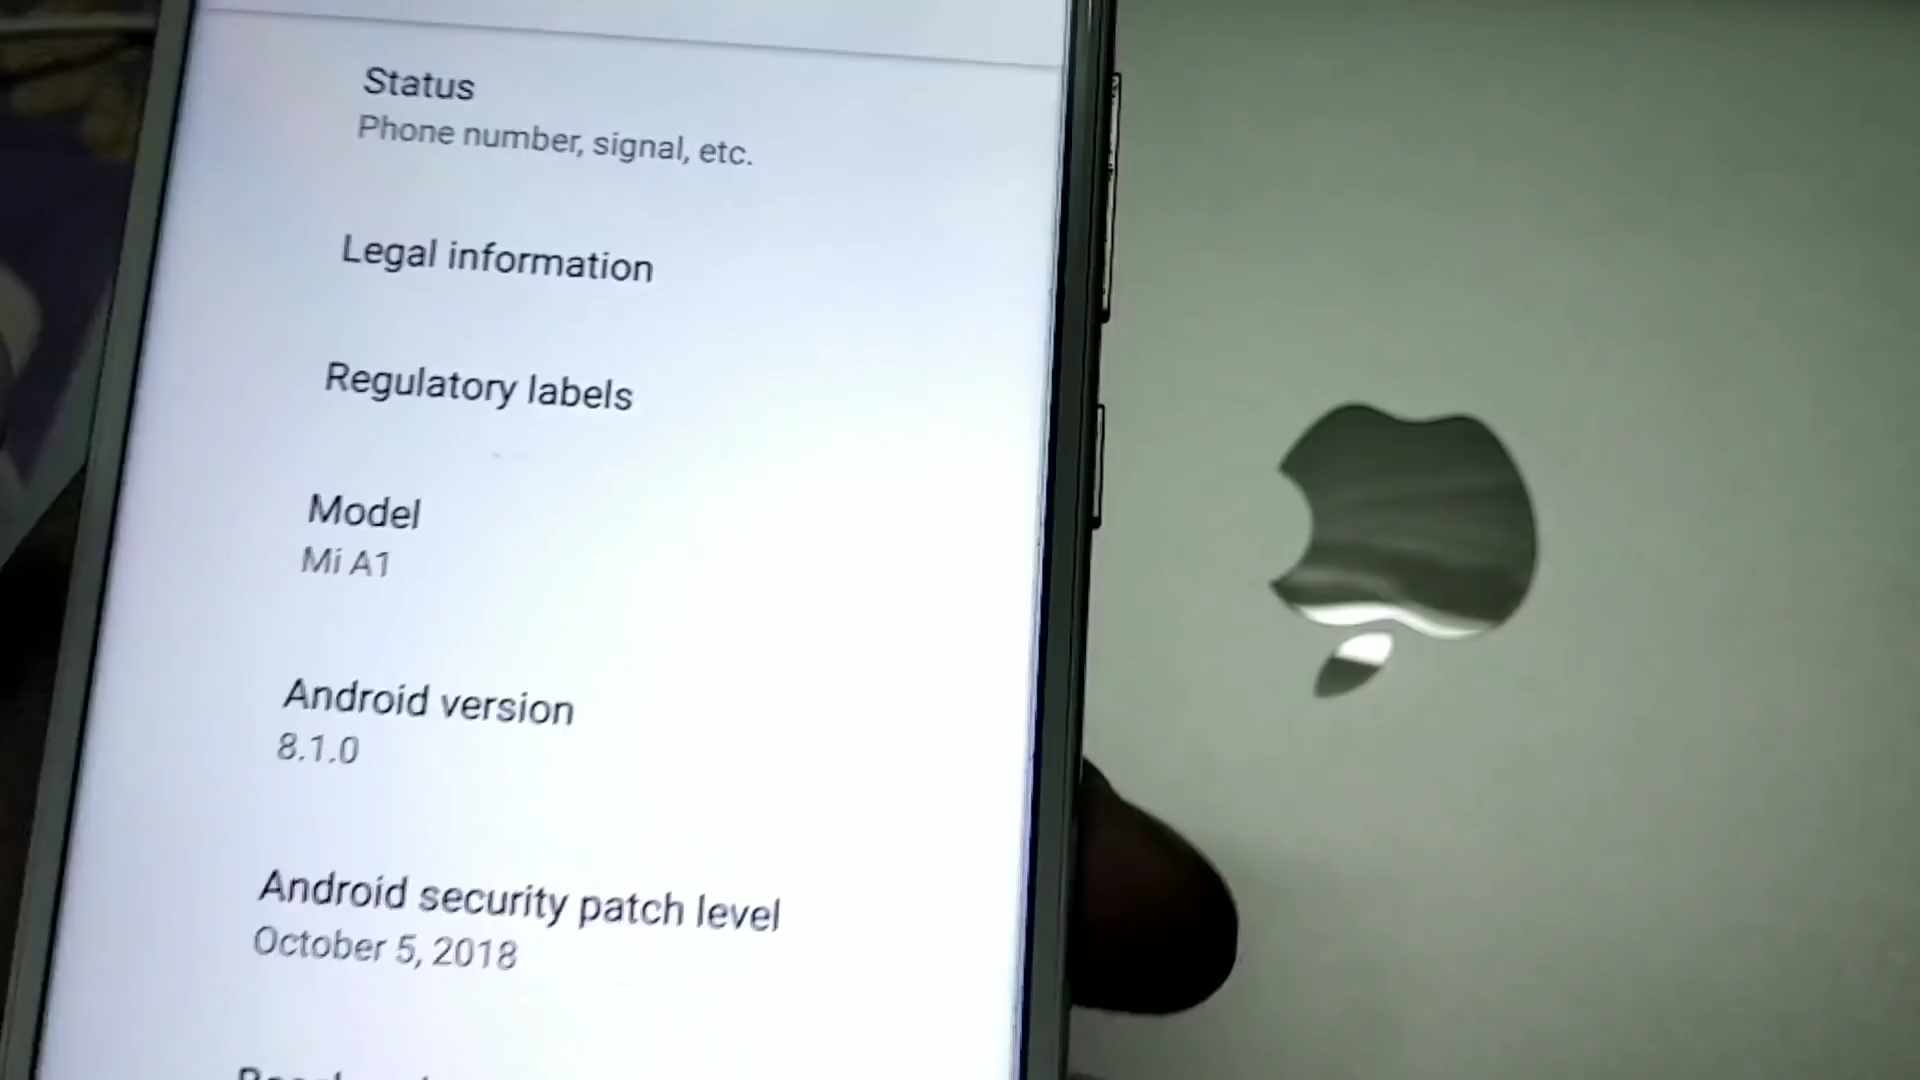 Status
Phone number, signal, etc.
Legal information
Regulatory labels
Model
Mi A1
Android version
8.1.0
Android security patch level
October 5, 2018